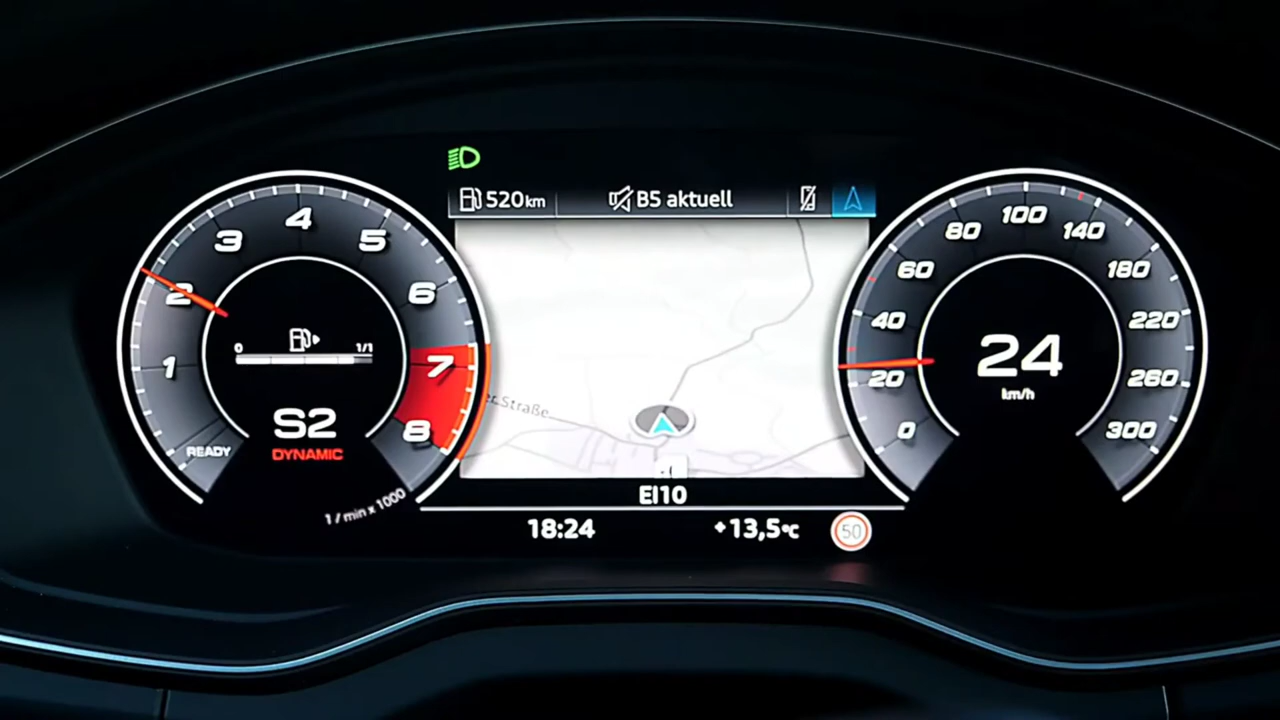 520km
B5 aktuell
1
2
3
4
5
6
7
8
READY
1 / min x 1000
0
1/1
S2
DYNAMIC
Straße
EI10
18:24
+13,5°C
50
0
20
40
60
80
100
140
180
220
260
300
24
km/h